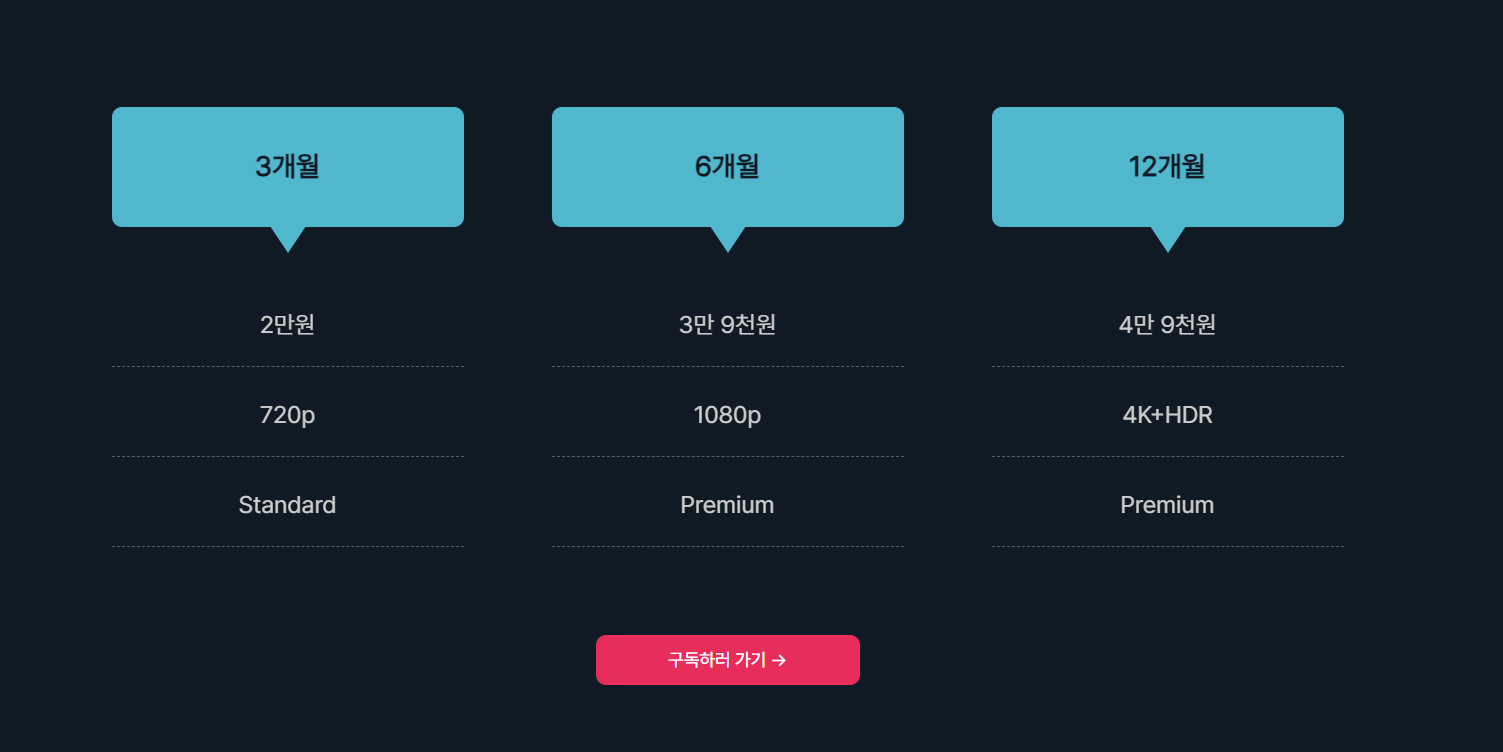 3개월
6개월
12개월
2만원
3만 9천원
4만 9천원
720p
1080p
4K+HDR
Standard
Premium
Premium
구독하러 가기 →